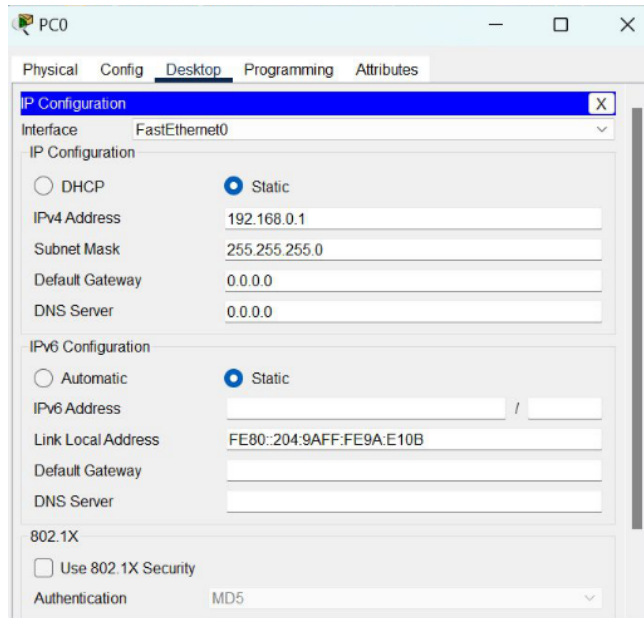 PC0
Physical Config Desktop Programming Attributes
IP Configuration X
Interface FastEthernet0
IP Configuration
DHCP Static
IPv4 Address 192.168.0.1
Subnet Mask 255.255.255.0
Default Gateway 0.0.0.0
DNS Server 0.0.0.0
IPv6 Configuration
Automatic Static
IPv6 Address /
Link Local Address FE80::204:9AFF:FE9A:E10B
Default Gateway
DNS Server
802.1X
Use 802.1X Security
Authentication MD5